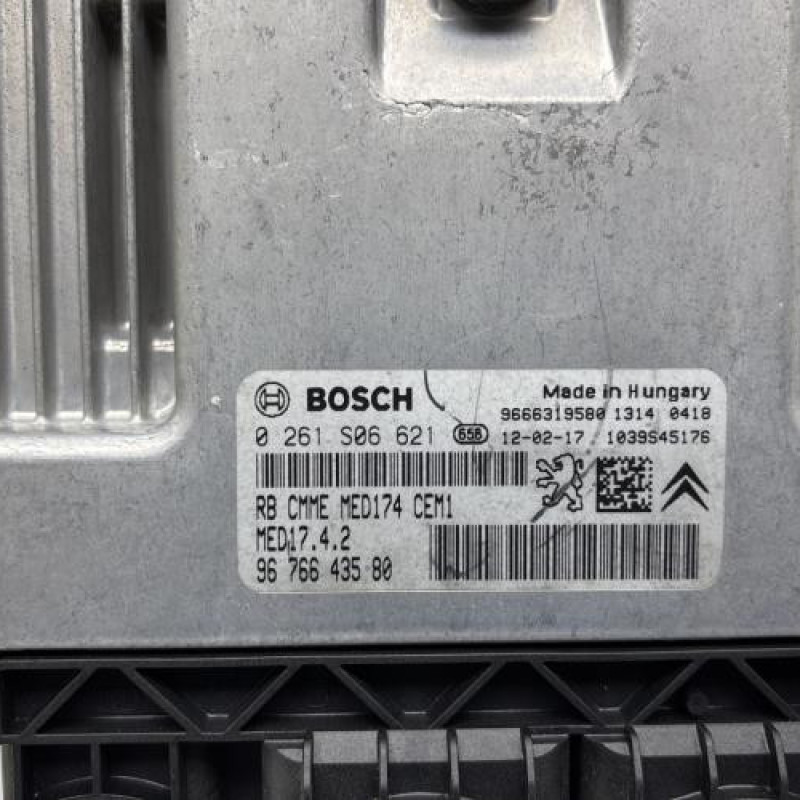 BOSCH Made in Hungary
9666319580 1314 0418
0 261 S06 621 65B 12-02-17 1039S45176
RB CMME MED174 CEM1
MED17.4.2
96 766 435 80